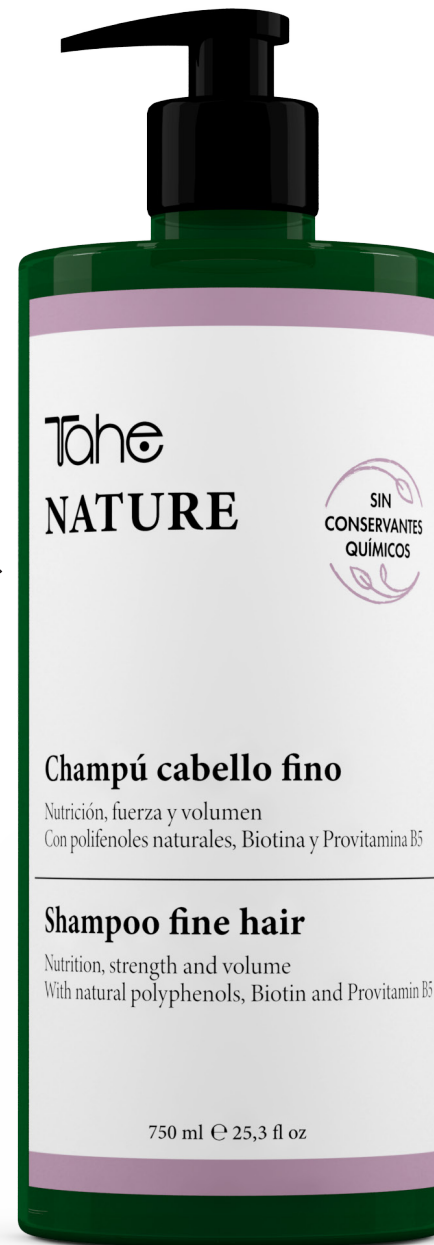 Tahe
NATURE
SIN
CONSERVANTES
QUÍMICOS
Champú cabello fino
Nutrición, fuerza y volumen
Con polifenoles naturales, Biotina y Provitamina B5
Shampoo fine hair
Nutrition, strength and volume
With natural polyphenols, Biotin and Provitamin B5
750 ml ℮ 25,3 fl oz